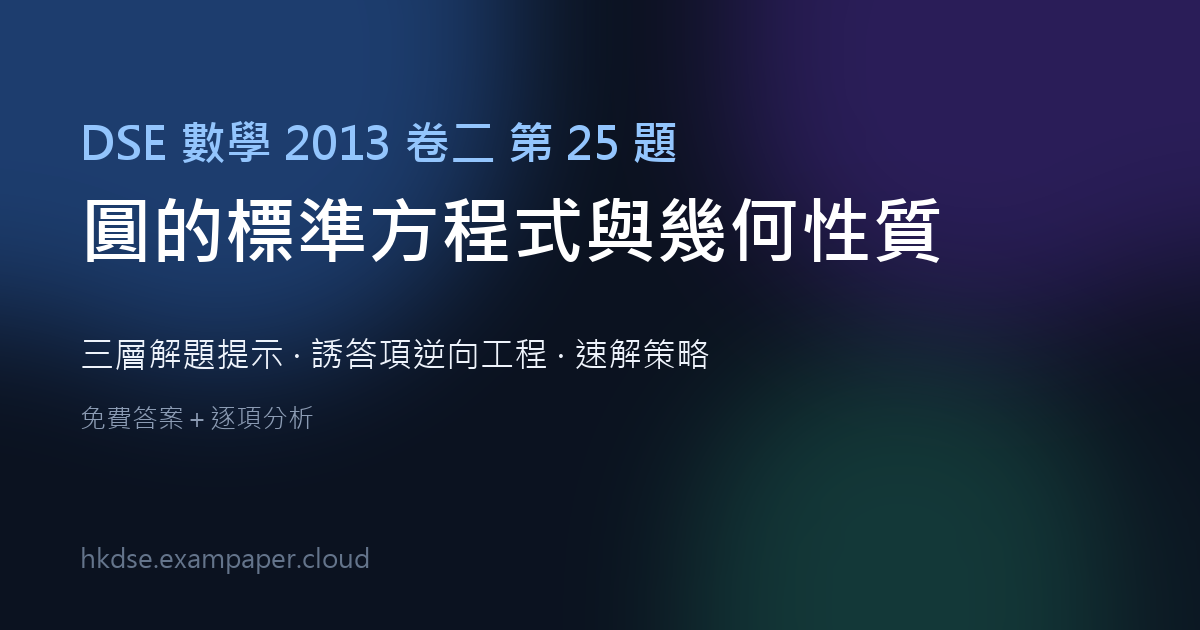 DSE 數學 2013 卷二 第 25 題
圓的標準方程式與幾何性質
三層解題提示 · 誘答項逆向工程 · 速解策略
免費答案 + 逐項分析
hkdse.exampaper.cloud